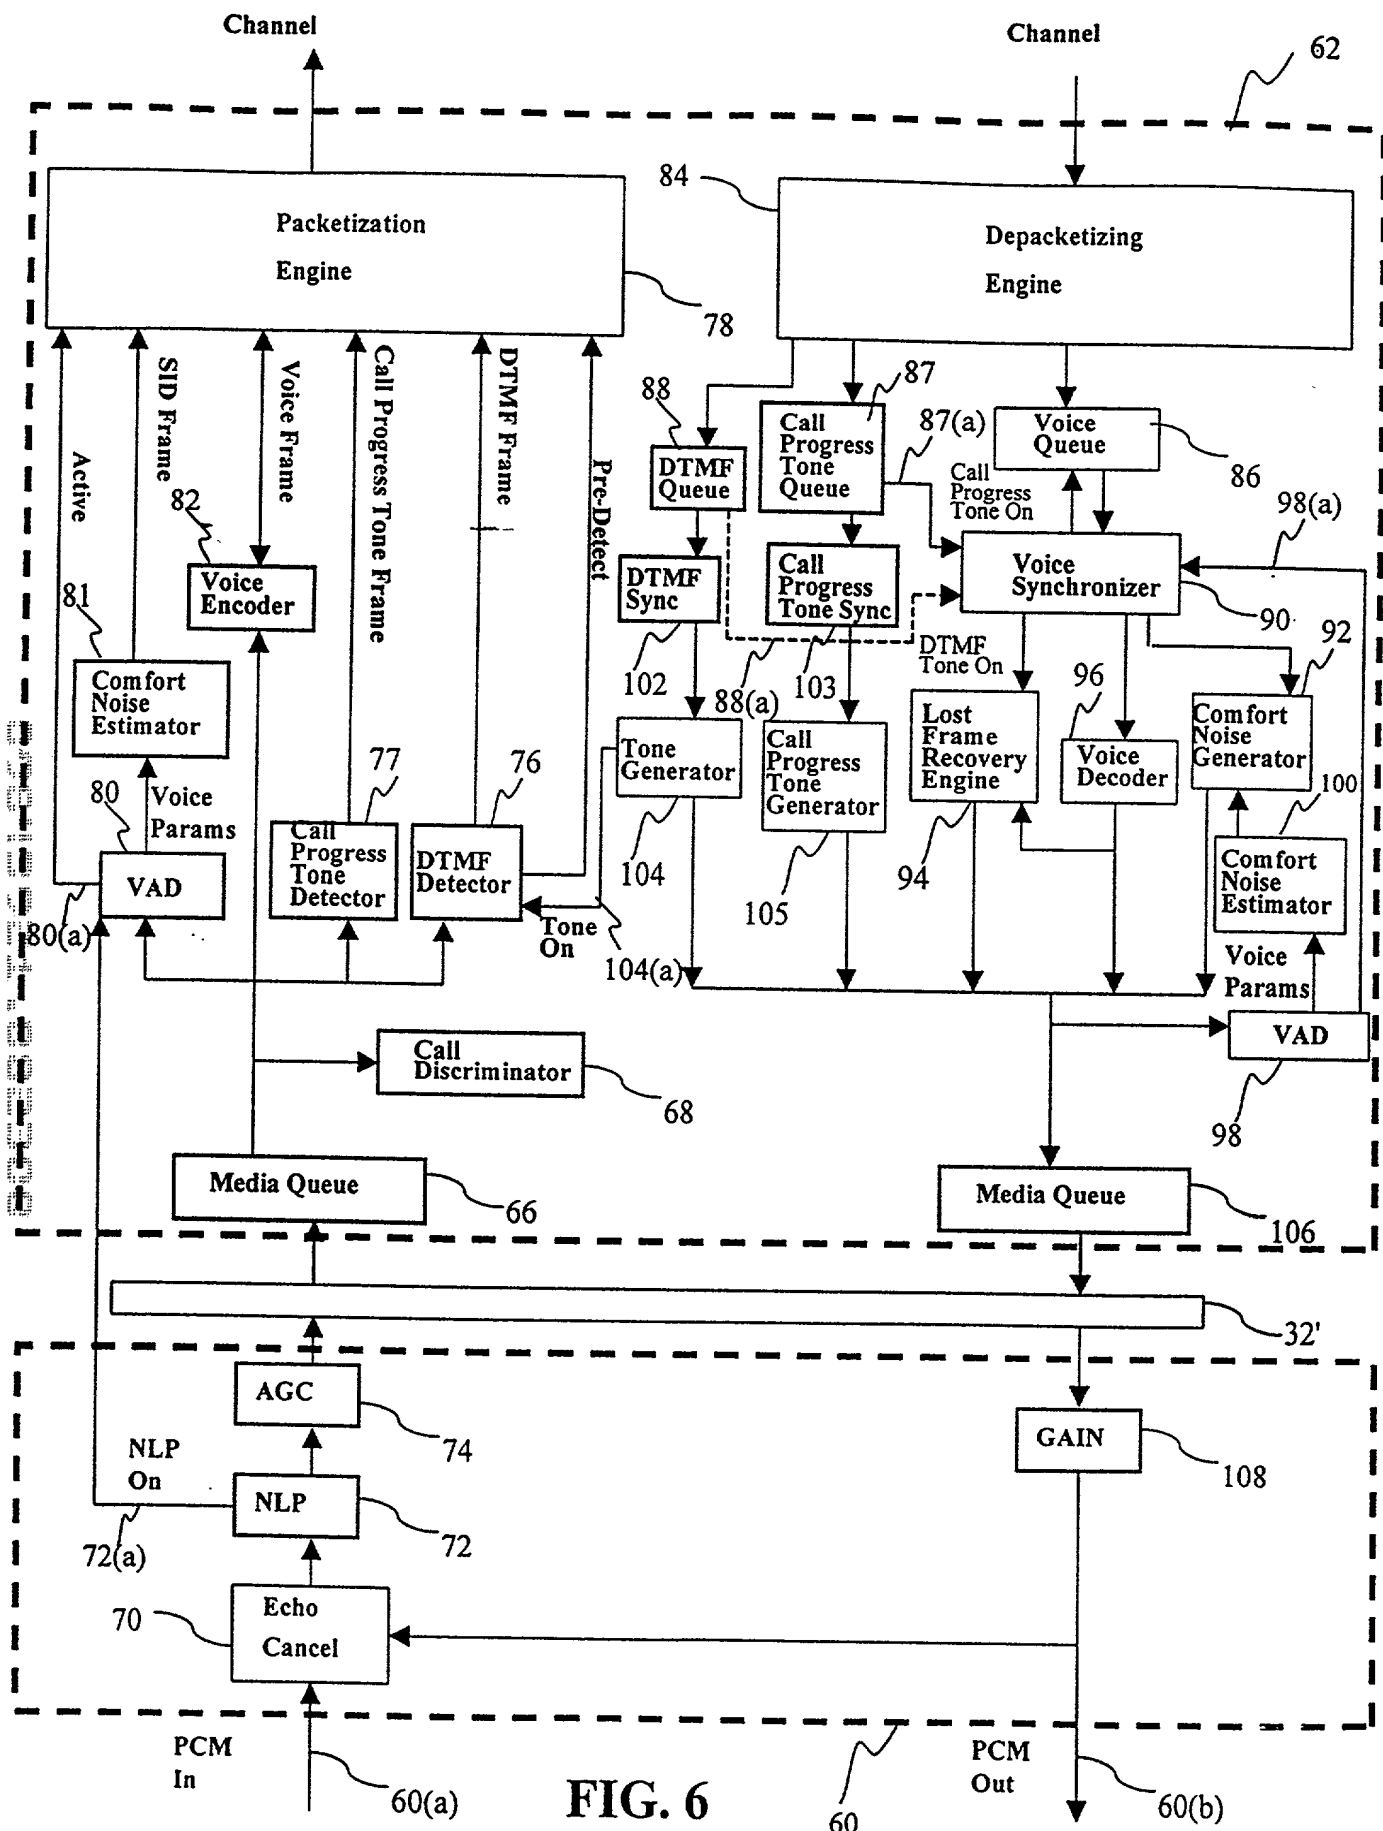 Channel
Channel
62
84
Packetization
Engine
Depacketizing
Engine
78
Active
SID Frame
Voice Frame
Call Progress Tone Frame
DTMF Frame
Pre-Detect
88
87
87(a)
DTMF
Queue
Call
Progress
Tone
Queue
Voice
Queue
86
Call
Progress
Tone On
98(a)
82
Voice
Encoder
DTMF
Sync
Call
Progress
Tone Sync
Voice
Synchronizer
90
81
Comfort
Noise
Estimator
102
88(a)
103
DTMF
Tone On
96
92
Tone
Generator
Call
Progress
Tone
Generator
Lost
Frame
Recovery
Engine
Voice
Decoder
Comfort
Noise
Generator
80
Voice
Params
77
76
104
105
94
100
VAD
Call
Progress
Tone
Detector
DTMF
Detector
Comfort
Noise
Estimator
80(a)
Tone
On
104(a)
Voice
Params
VAD
98
Call
Discriminator
68
Media Queue
66
Media Queue
106
32'
AGC
74
GAIN
108
NLP
On
NLP
72
72(a)
70
Echo
Cancel
PCM
In
60(a)
FIG. 6
60
PCM
Out
60(b)